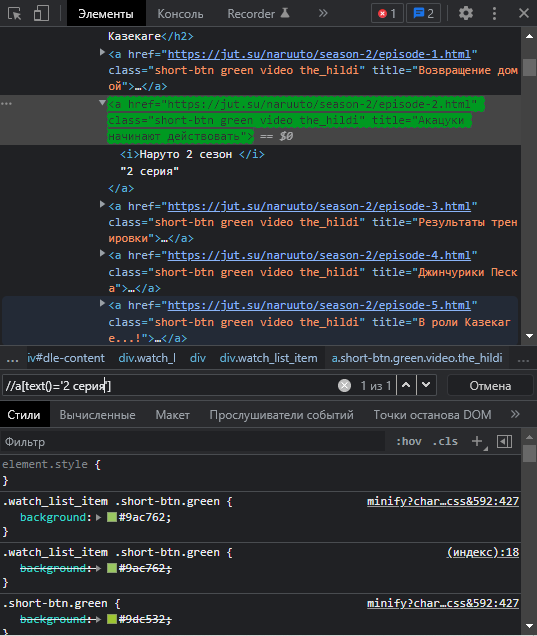 Элементы Консоль Recorder » 1 2
Казекаге</h2>
<a href="https://jut.su/naruuto/season-2/episode-1.html"
class="short-btn green video the_hildi" title="Возвращение дом
ой">…</a>
<a href="https://jut.su/naruuto/season-2/episode-2.html"
class="short-btn green video the_hildi" title="Акацуки
начинают действовать"> == $0
<i>Наруто 2 сезон </i>
"2 серия"
</a>
<a href="https://jut.su/naruuto/season-2/episode-3.html"
class="short-btn green video the_hildi" title="Результаты трен
ировки">…</a>
<a href="https://jut.su/naruuto/season-2/episode-4.html"
class="short-btn green video the_hildi" title="Джинчурики Песк
а">…</a>
<a href="https://jut.su/naruuto/season-2/episode-5.html"
class="short-btn green video the_hildi" title="В роли Казекаг
е...!">…</a>
… iv#dle-content div.watch_l div div.watch_list_item a.short-btn.green.video.the_hildi …
//a[text()='2 серия'] 1 из 1 Отмена
Стили Вычисленные Макет Прослушиватели событий Точки останова DOM »
Фильтр :hov .cls +
element.style {
}
.watch_list_item .short-btn.green { minify?char…css&592:427
background: #9ac762;
}
.watch_list_item .short-btn.green { (индекс):18
background: #9ac762;
}
.short-btn.green { minify?char…css&592:427
background: #9dc532;